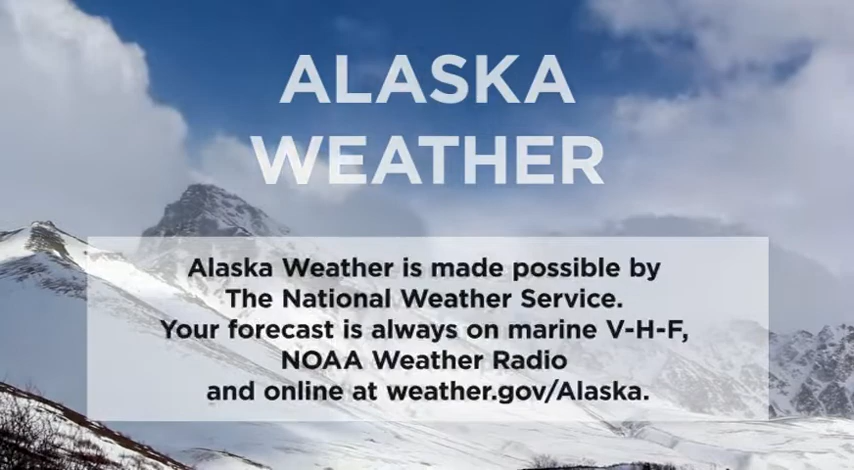 ALASKA
WEATHER
Alaska Weather is made possible by
The National Weather Service.
Your forecast is always on marine V-H-F,
NOAA Weather Radio
and online at weather.gov/Alaska.